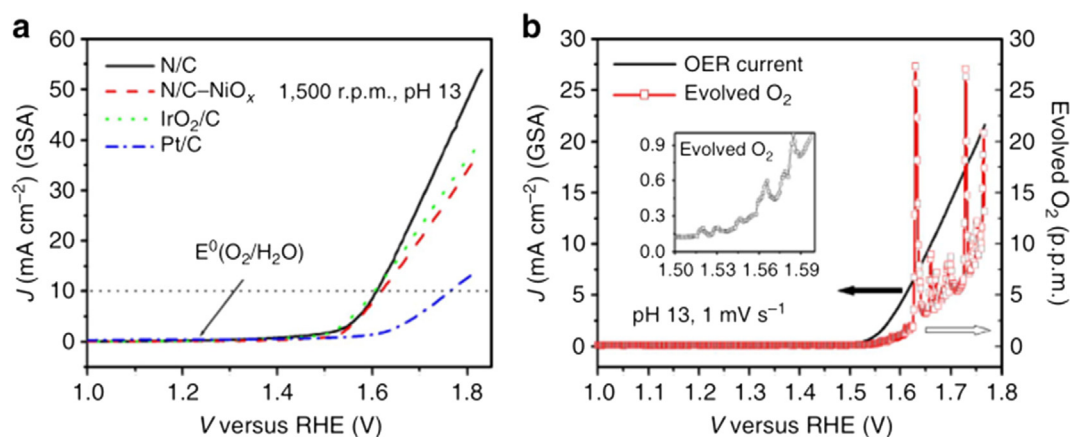 a
60
50
40
30
20
10
0
J (mA cm⁻²) (GSA)
N/C
N/C–NiOₓ
IrO₂/C
Pt/C
1,500 r.p.m., pH 13
E⁰(O₂/H₂O)
1.0 1.2 1.4 1.6 1.8
V versus RHE (V)
b
30
25
20
15
10
5
0
J (mA cm⁻²) (GSA)
OER current
Evolved O₂
Evolved O₂
0.9
0.6
0.3
0.0
1.50 1.53 1.56 1.59
pH 13, 1 mV s⁻¹
30
25
20
15
10
5
0
Evolved O₂ (p.p.m.)
1.0 1.1 1.2 1.3 1.4 1.5 1.6 1.7 1.8
V versus RHE (V)